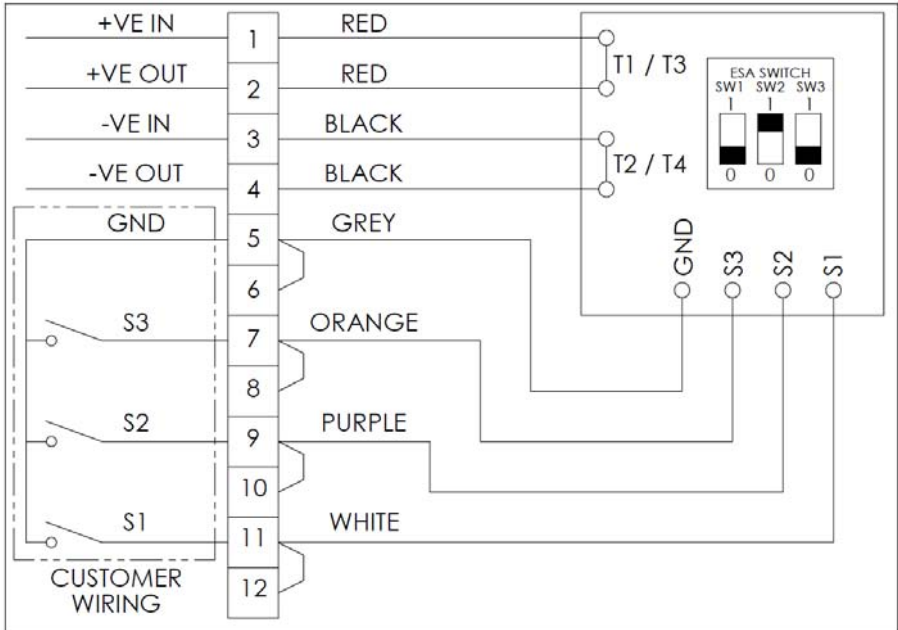 +VE IN 1 RED
+VE OUT 2 RED
T1 / T3
-VE IN 3 BLACK
-VE OUT 4 BLACK
T2 / T4
ESA SWITCH
SW1 SW2 SW3
1 1 1
0 0 0
GND 5 GREY
6
S3 7 ORANGE
8
S2 9 PURPLE
10
S1 11 WHITE
12
GND S3 S2 S1
CUSTOMER
WIRING